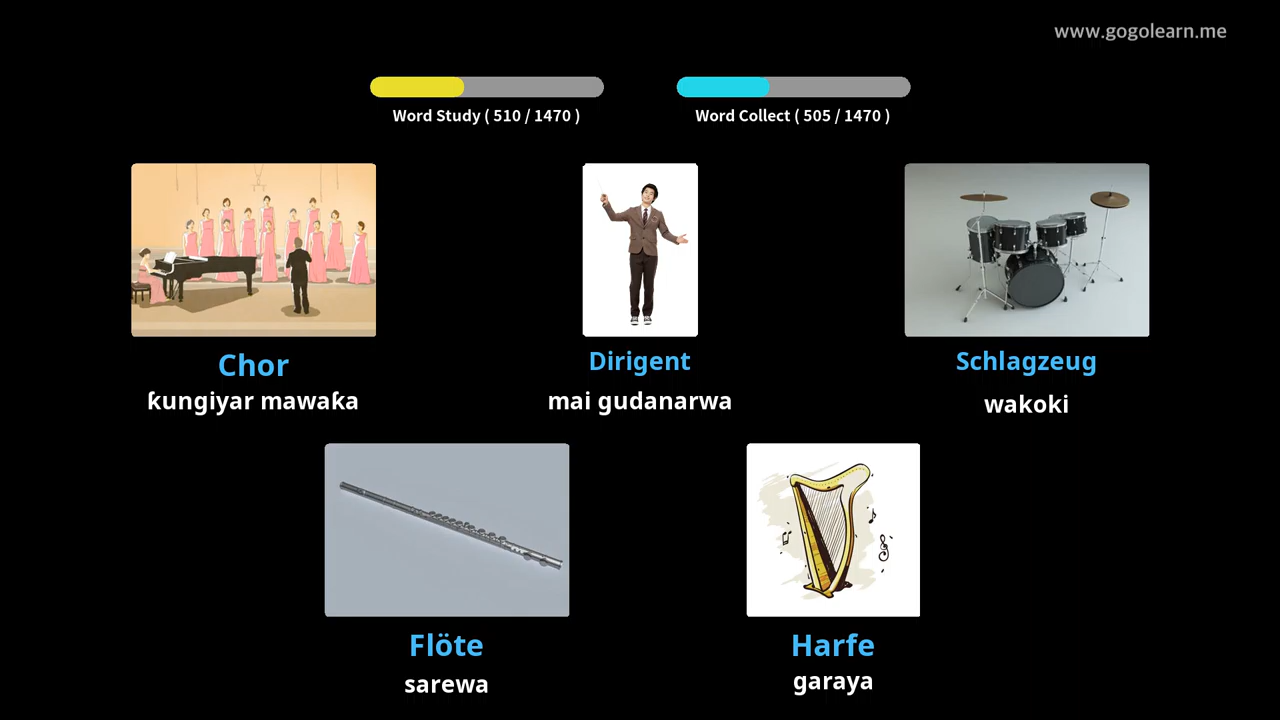 www.gogolearn.me
Word Study ( 510 / 1470 )
Word Collect ( 505 / 1470 )
Chor
ƙungiyar mawaƙa
Dirigent
mai gudanarwa
Schlagzeug
wakoki
Flöte
sarewa
Harfe
garaya